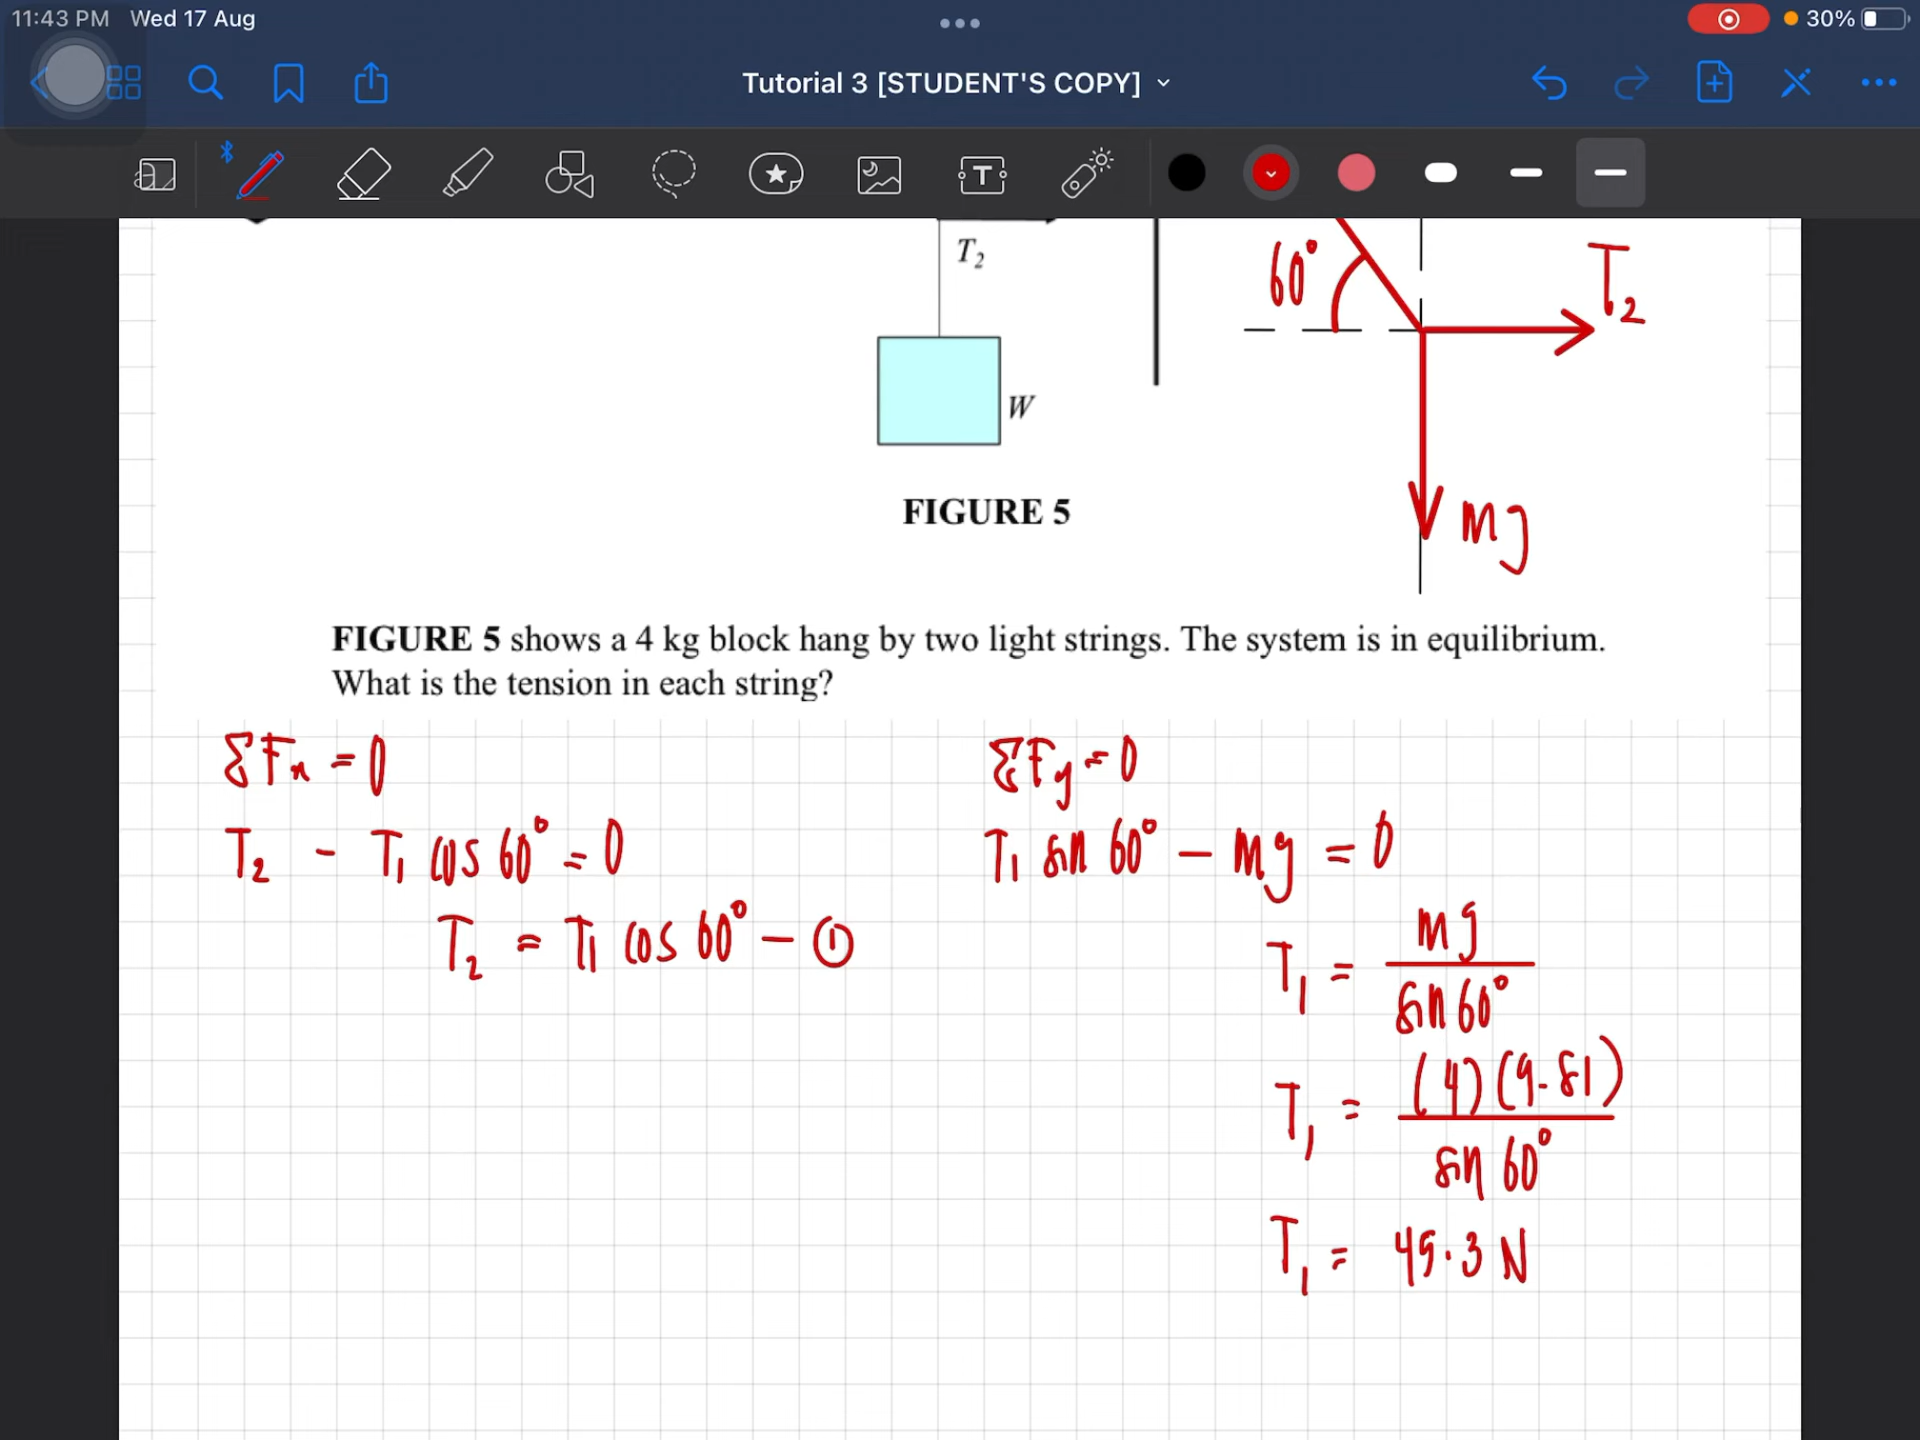 11:43 PM Wed 17 Aug
30%
Tutorial 3 [STUDENT'S COPY]
T₂
60°
T₂
W
FIGURE 5
mg
FIGURE 5 shows a 4 kg block hang by two light strings. The system is in equilibrium.
What is the tension in each string?
ΣFx = 0
T₂ - T₁ cos 60° = 0
T₂ = T₁ cos 60° - ①
ΣFy = 0
T₁ sin 60° - mg = 0
T₁ = mg / sin 60°
T₁ = (4)(9.81) / sin 60°
T₁ = 45.3 N